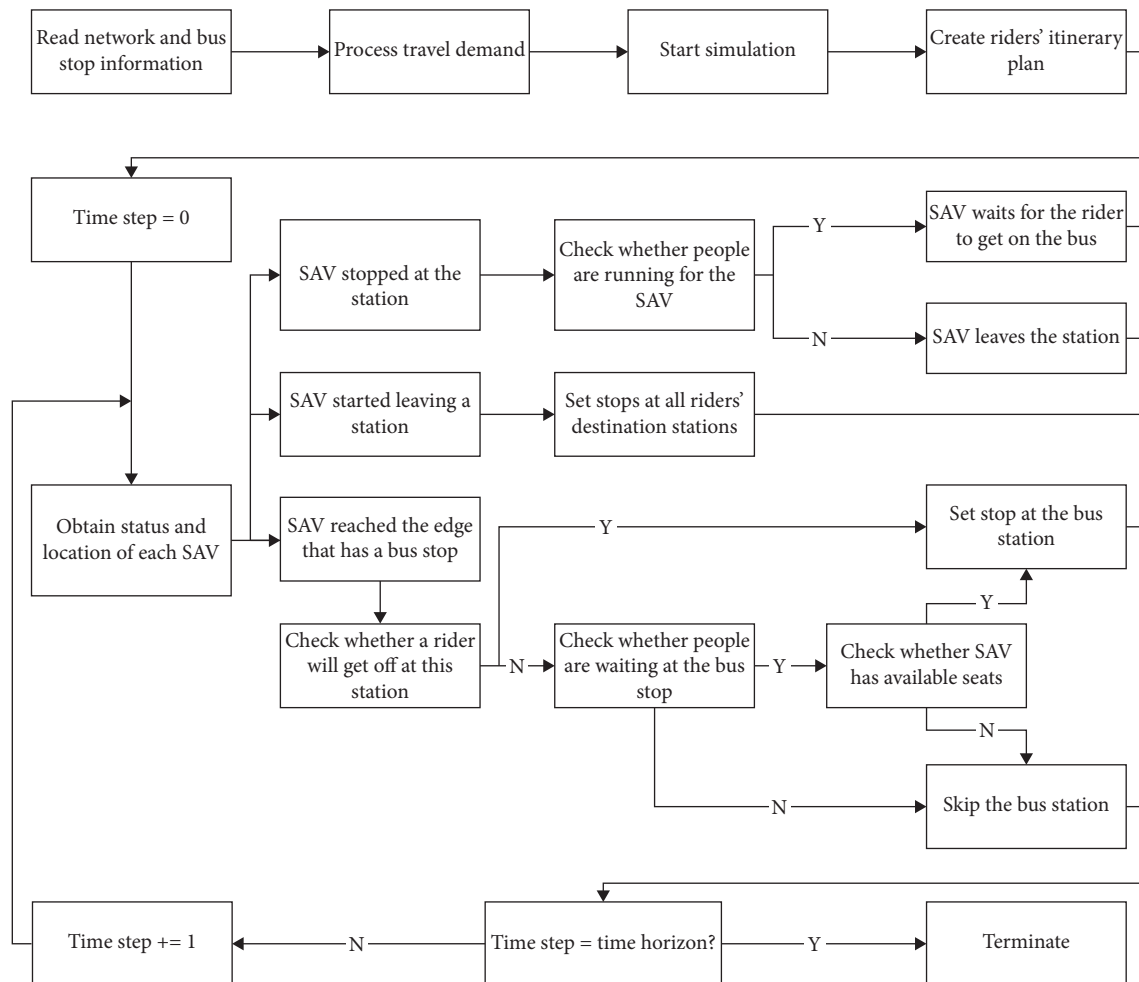 Read network and bus
stop information
Process travel demand
Start simulation
Create riders' itinerary
plan
Time step = 0
SAV stopped at the
station
Check whether people
are running for the
SAV
Y
SAV waits for the rider
to get on the bus
N
SAV leaves the station
SAV started leaving a
station
Set stops at all riders'
destination stations
Obtain status and
location of each SAV
SAV reached the edge
that has a bus stop
Y
Set stop at the bus
station
Check whether a rider
will get off at this
station
N
Check whether people
are waiting at the bus
stop
Y
Check whether SAV
has available seats
Y
N
N
Skip the bus station
Time step += 1
N
Time step = time horizon?
Y
Terminate